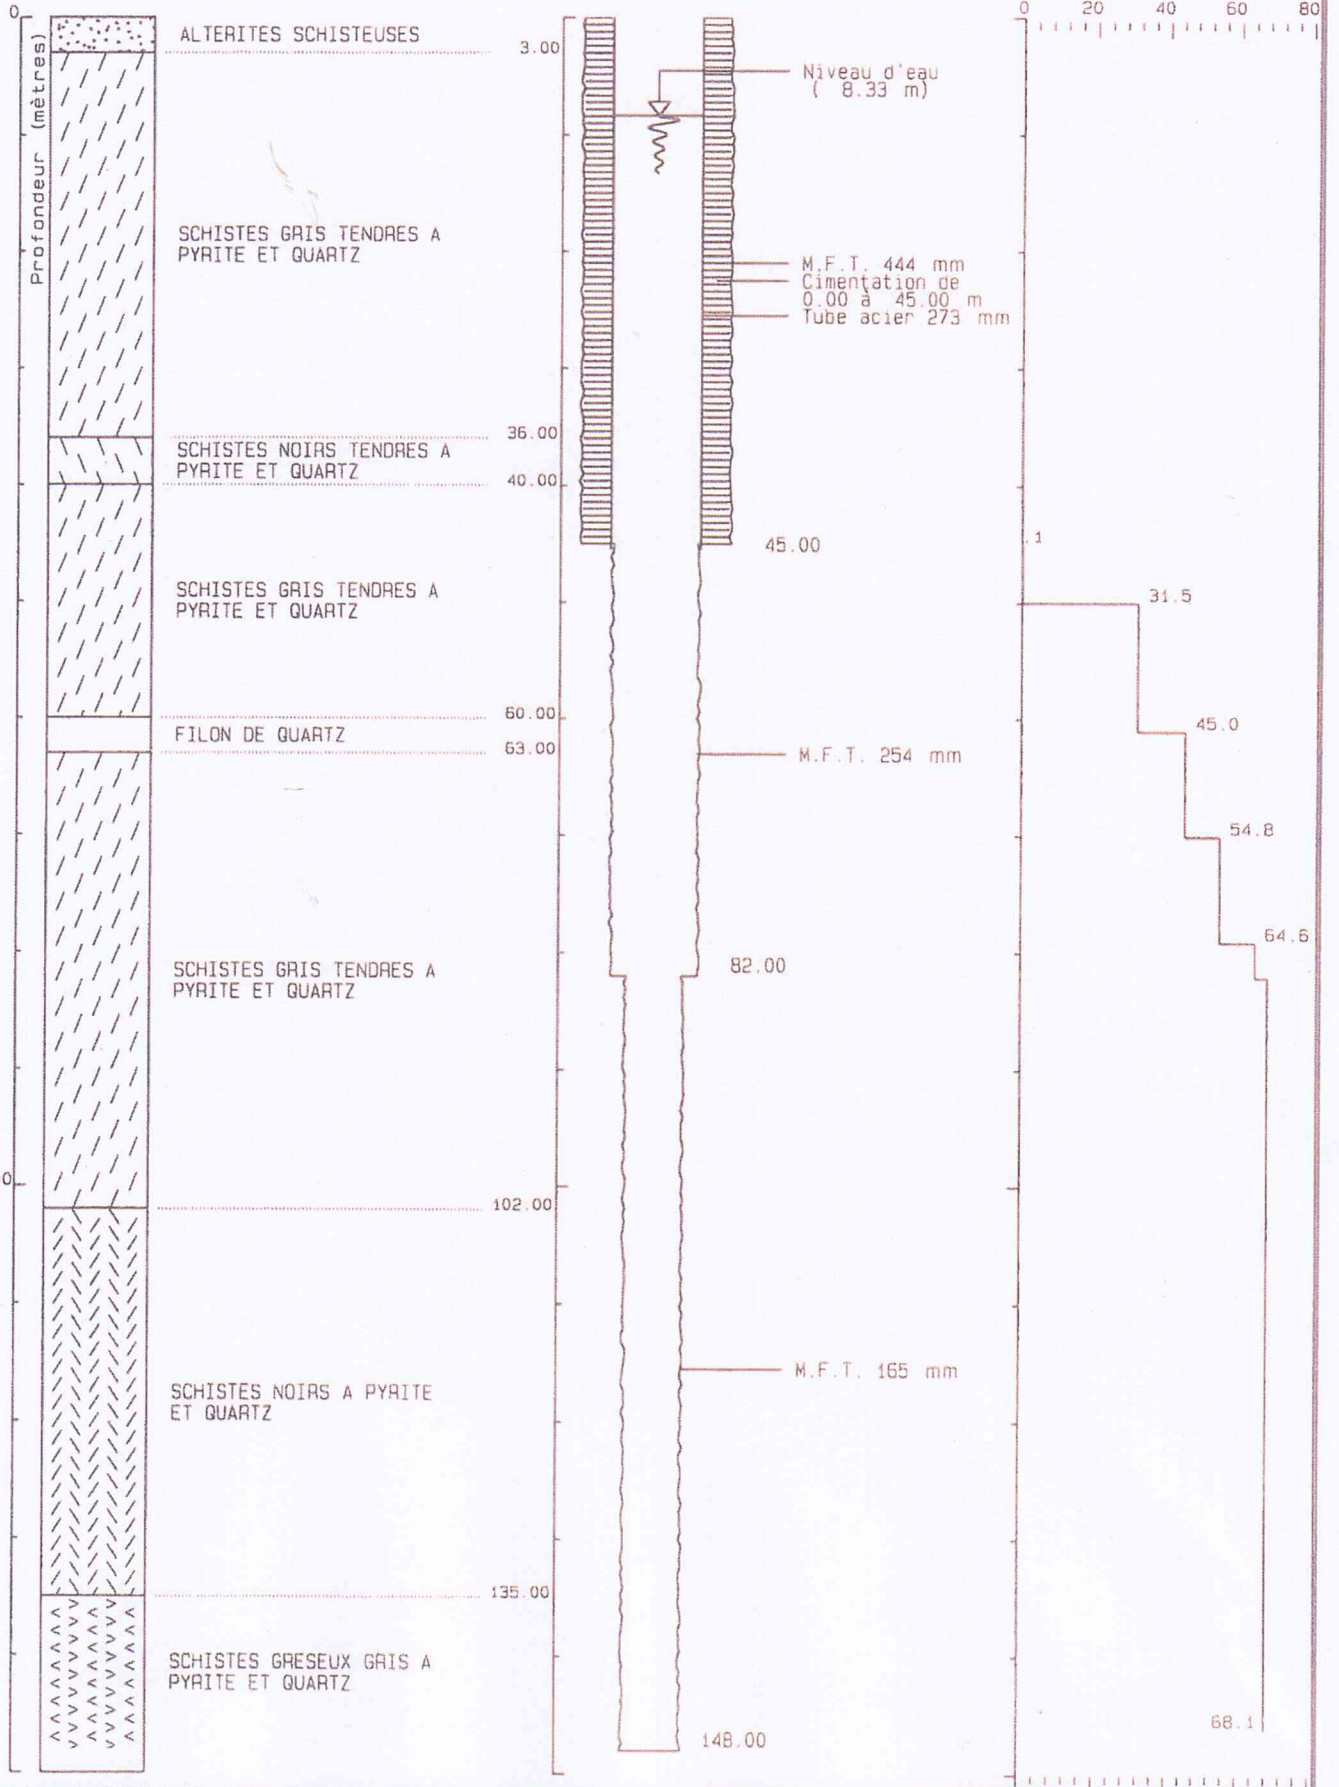 0
Profondeur (mètres)
ALTERITES SCHISTEUSES
3.00
SCHISTES GRIS TENDRES A
PYRITE ET QUARTZ
36.00
SCHISTES NOIRS TENDRES A
PYRITE ET QUARTZ
40.00
SCHISTES GRIS TENDRES A
PYRITE ET QUARTZ
60.00
FILON DE QUARTZ
63.00
SCHISTES GRIS TENDRES A
PYRITE ET QUARTZ
0
102.00
SCHISTES NOIRS A PYRITE
ET QUARTZ
135.00
SCHISTES GRESEUX GRIS A
PYRITE ET QUARTZ
Niveau d'eau
( 8.33 m)
M.F.T. 444 mm
Cimentation de
0.00 à 45.00 m
Tube acier 273 mm
45.00
M.F.T. 254 mm
82.00
M.F.T. 165 mm
148.00
0 20 40 60 80
.1
31.5
45.0
54.8
64.6
68.1